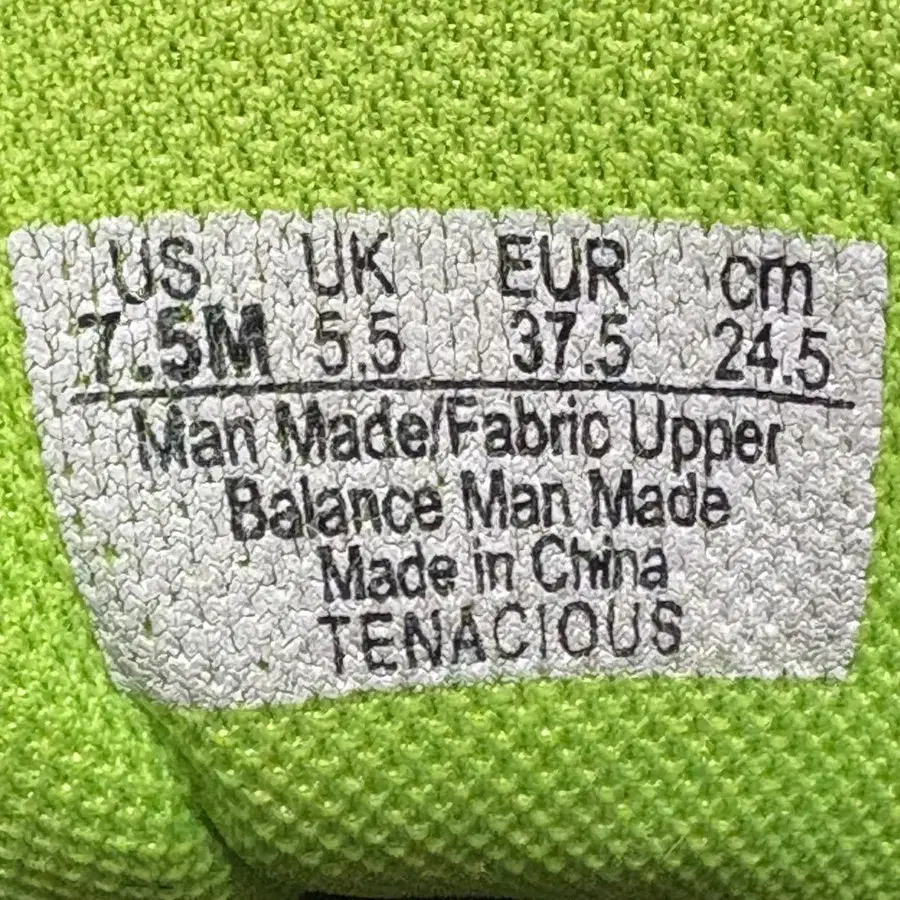 US UK EUR cm
7.5M 5.5 37.5 24.5
Man Made/Fabric Upper
Balance Man Made
Made in China
TENACIOUS